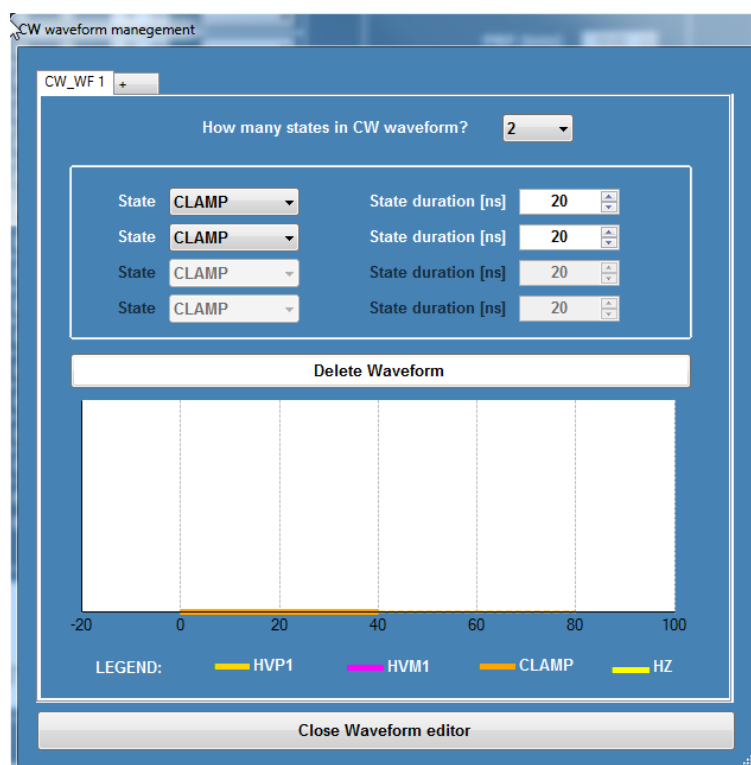 CW waveform manegement
CW_WF 1 +
How many states in CW waveform? 2
State CLAMP State duration [ns] 20
State CLAMP State duration [ns] 20
State CLAMP State duration [ns] 20
State CLAMP State duration [ns] 20
Delete Waveform
-20 0 20 40 60 80 100
LEGEND: HVP1 HVM1 CLAMP HZ
Close Waveform editor